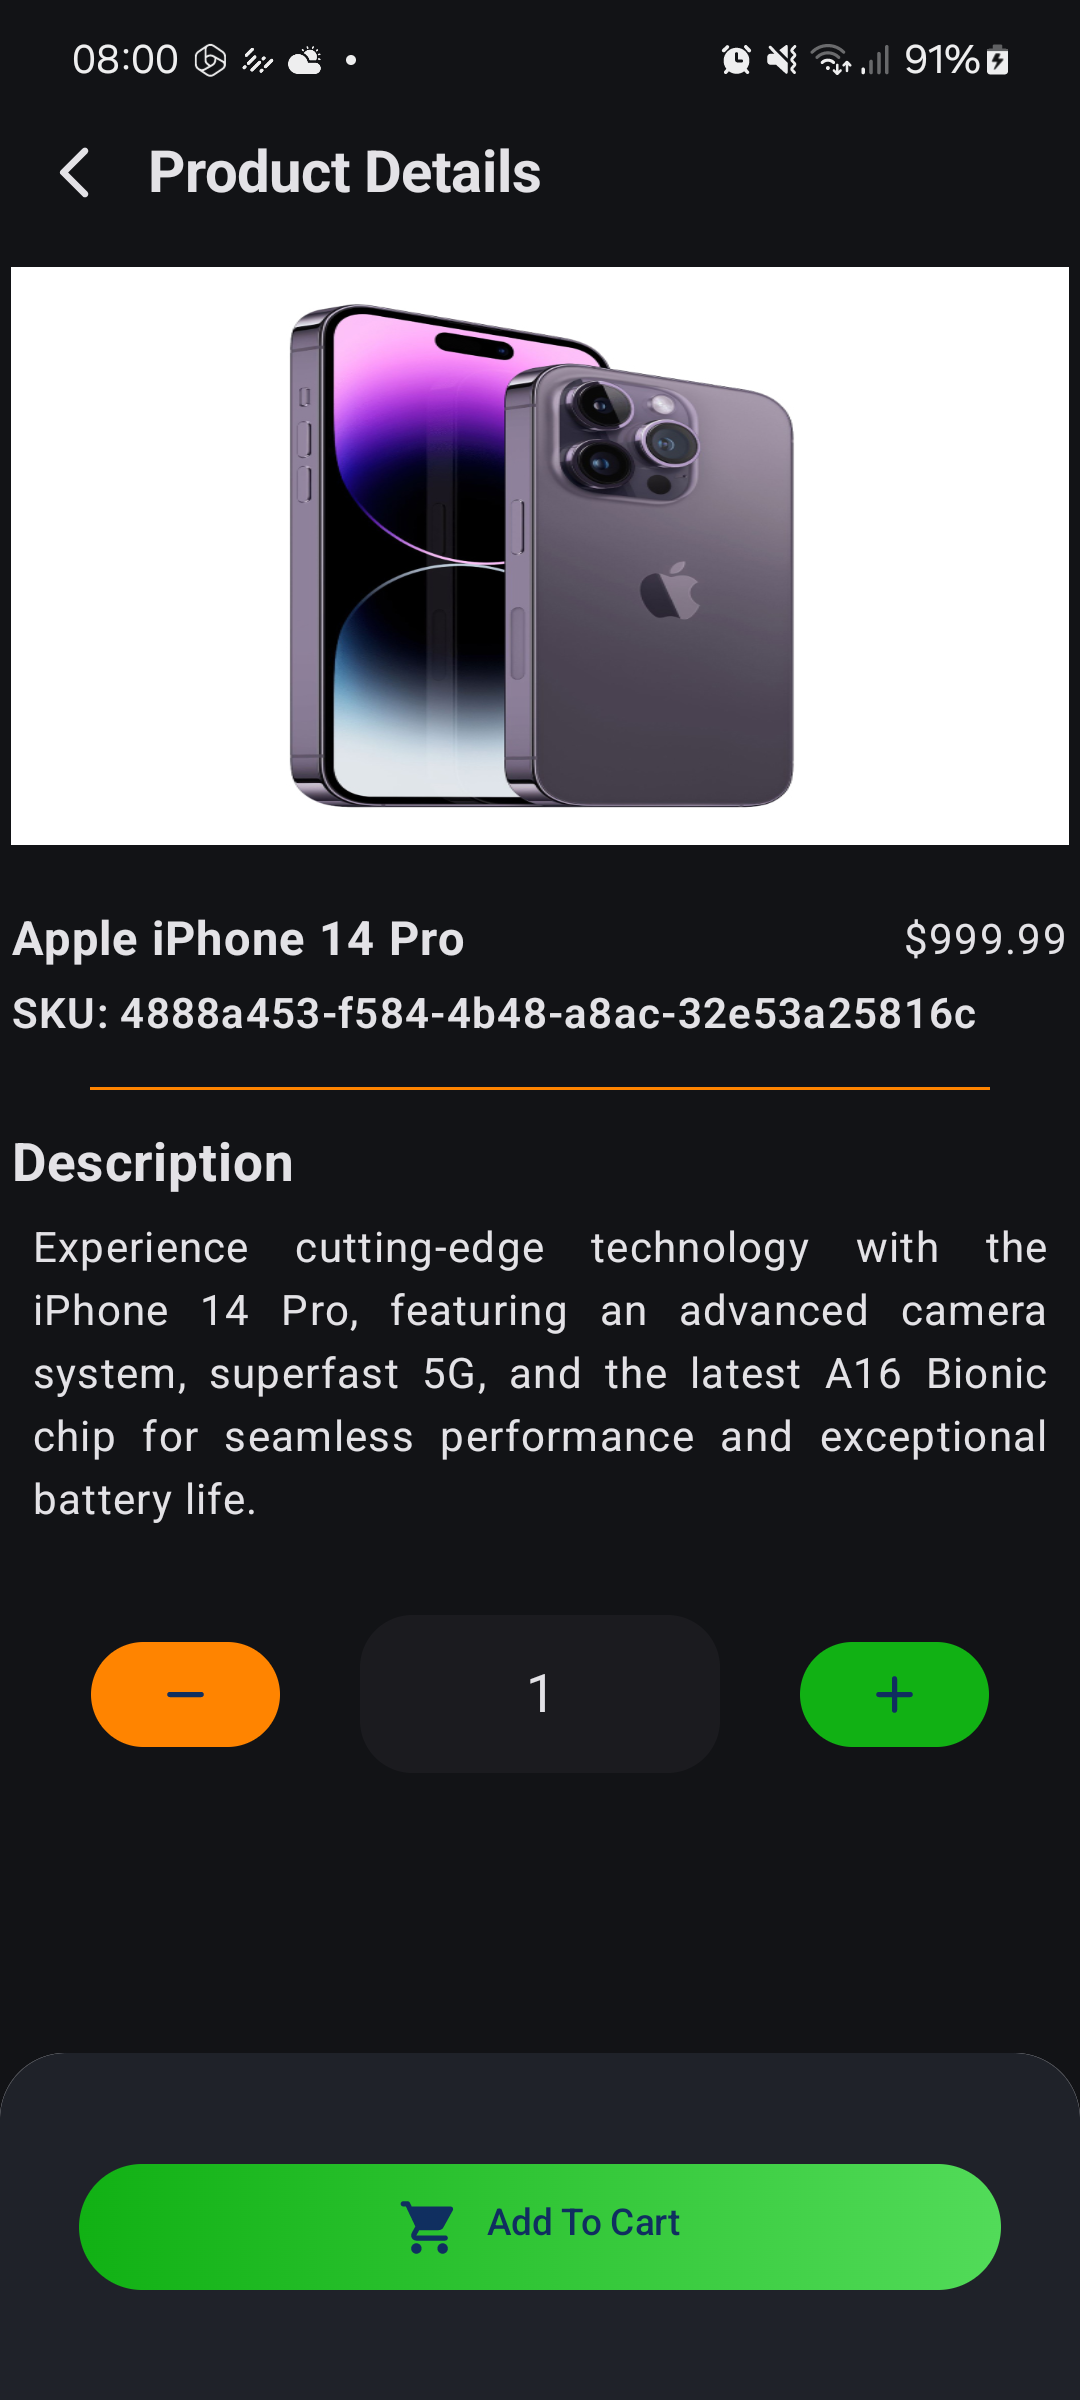 08:00
91%
Product Details
Apple iPhone 14 Pro
$999.99
SKU: 4888a453-f584-4b48-a8ac-32e53a25816c
Description
Experience cutting-edge technology with the
iPhone 14 Pro, featuring an advanced camera
system, superfast 5G, and the latest A16 Bionic
chip for seamless performance and exceptional
battery life.
1
Add To Cart